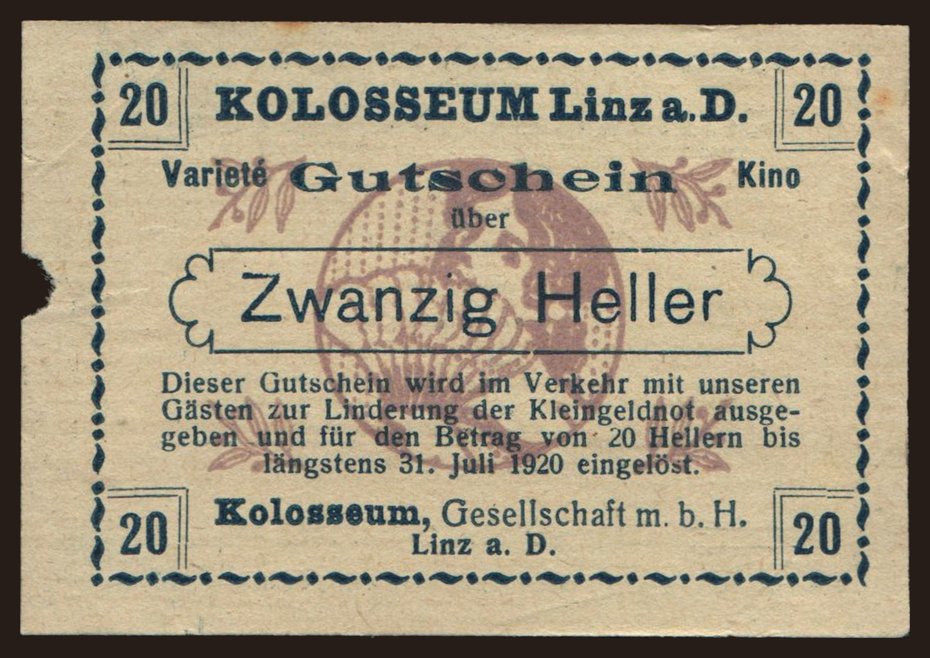 20 KOLOSSEUM Linz a. D. 20
Varieté Gutschein Kino
über
Zwanzig Heller
Dieser Gutschein wird im Verkehr mit unseren
Gästen zur Linderung der Kleingeldnot ausge-
geben und für den Betrag von 20 Hellern bis
längstens 31. Juli 1920 eingelöst.
20 Kolosseum, Gesellschaft m. b. H. 20
Linz a. D.